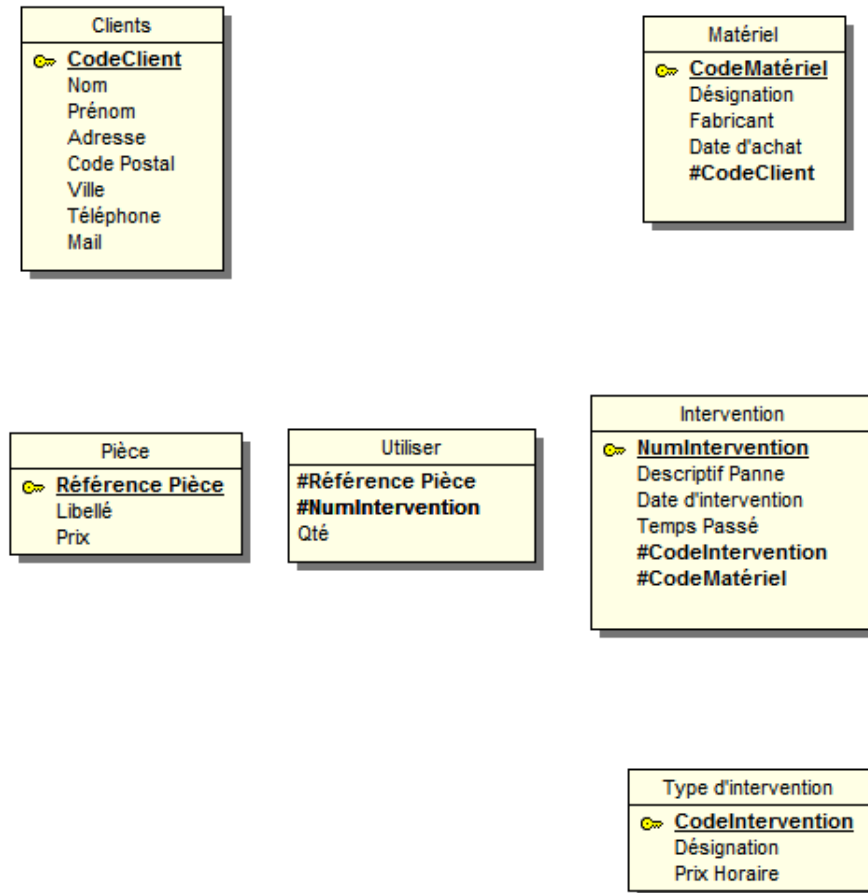 Clients
CodeClient
Nom
Prénom
Adresse
Code Postal
Ville
Téléphone
Mail
Matériel
CodeMatériel
Désignation
Fabricant
Date d'achat
#CodeClient
Pièce
Référence Pièce
Libellé
Prix
Utiliser
#Référence Pièce
#NumIntervention
Qté
Intervention
NumIntervention
Descriptif Panne
Date d'intervention
Temps Passé
#CodeIntervention
#CodeMatériel
Type d'intervention
CodeIntervention
Désignation
Prix Horaire